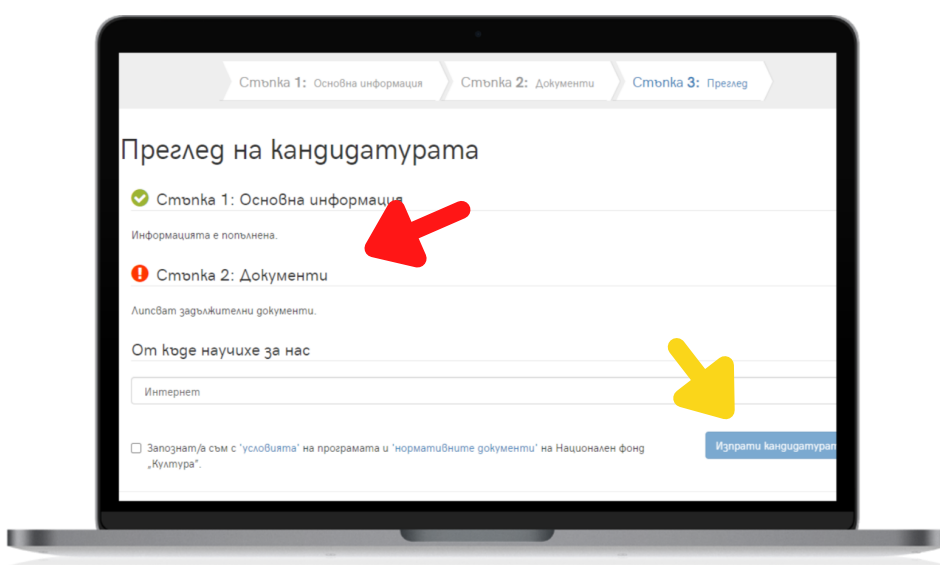 Стъпка 1: Основна информация
Стъпка 2: Документи
Стъпка 3: Преглед
Преглед на кандидатурата
Стъпка 1: Основна информация
Информацията е попълнена.
Стъпка 2: Документи
Липсват задължителни документи.
От къде научихе за нас
Интернет
Запознат/а съм с 'условията' на програмата и 'нормативните документи' на Национален фонд
„Култура".
Изпрати